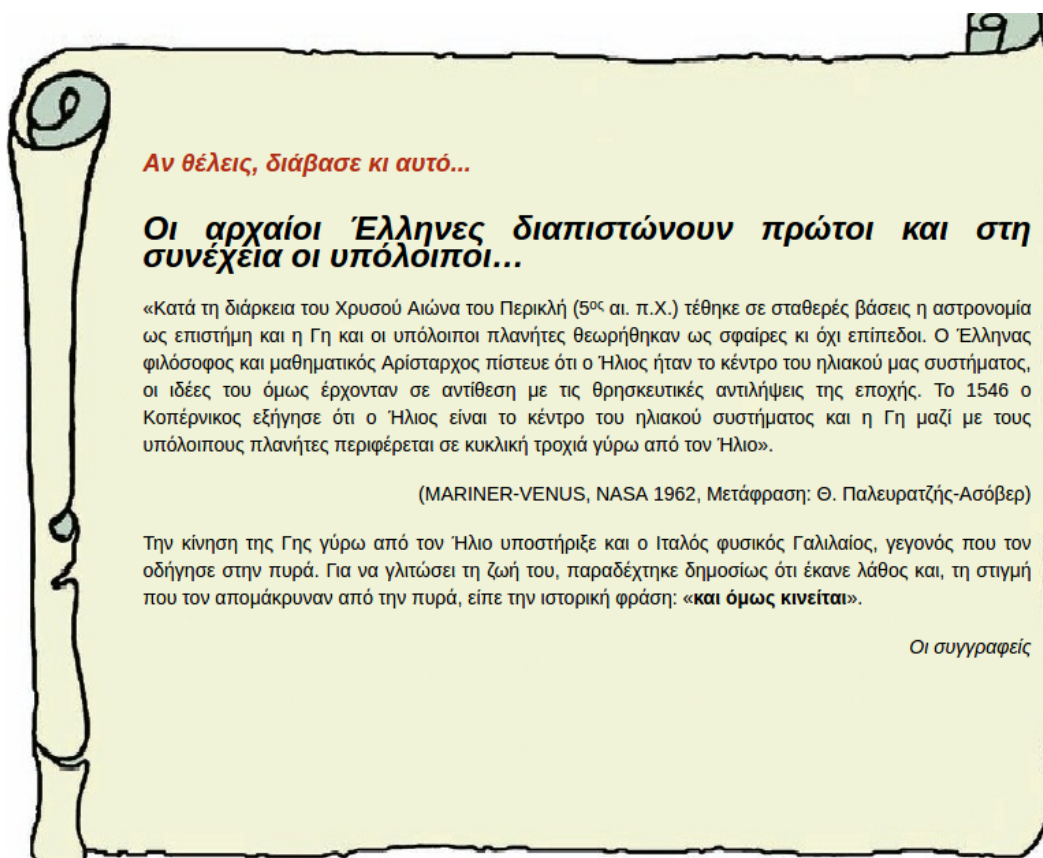 Αν θέλεις, διάβασε κι αυτό...
Οι αρχαίοι Έλληνες διαπιστώνουν πρώτοι και στη
συνέχεια οι υπόλοιποι…
«Κατά τη διάρκεια του Χρυσού Αιώνα του Περικλή (5ος αι. π.Χ.) τέθηκε σε σταθερές βάσεις η αστρονομία
ως επιστήμη και η Γη και οι υπόλοιποι πλανήτες θεωρήθηκαν ως σφαίρες κι όχι επίπεδοι. Ο Έλληνας
φιλόσοφος και μαθηματικός Αρίσταρχος πίστευε ότι ο Ήλιος ήταν το κέντρο του ηλιακού μας συστήματος,
οι ιδέες του όμως έρχονταν σε αντίθεση με τις θρησκευτικές αντιλήψεις της εποχής. Το 1546 ο
Κοπέρνικος εξήγησε ότι ο Ήλιος είναι το κέντρο του ηλιακού συστήματος και η Γη μαζί με τους
υπόλοιπους πλανήτες περιφέρεται σε κυκλική τροχιά γύρω από τον Ήλιο».
(MARINER-VENUS, NASA 1962, Μετάφραση: Θ. Παλευρατζής-Ασόβερ)
Την κίνηση της Γης γύρω από τον Ήλιο υποστήριξε και ο Ιταλός φυσικός Γαλιλαίος, γεγονός που τον
οδήγησε στην πυρά. Για να γλιτώσει τη ζωή του, παραδέχτηκε δημοσίως ότι έκανε λάθος και, τη στιγμή
που τον απομάκρυναν από την πυρά, είπε την ιστορική φράση: «και όμως κινείται».
Οι συγγραφείς